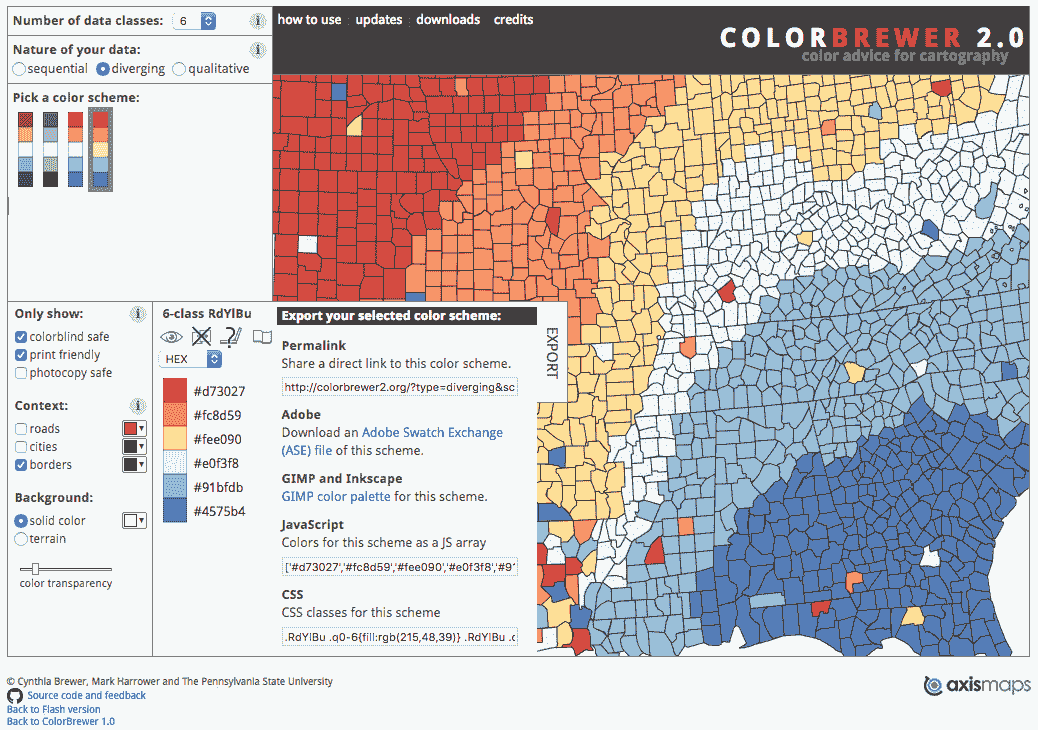 Number of data classes: 6
how to use updates downloads credits
COLORBREWER 2.0
color advice for cartography
Nature of your data:
sequential diverging qualitative
Pick a color scheme:
Only show:
colorblind safe
print friendly
photocopy safe
Context:
roads
cities
borders
Background:
solid color
terrain
color transparency
6-class RdYlBu
HEX
#d73027
#fc8d59
#fee090
#e0f3f8
#91bfdb
#4575b4
Export your selected color scheme:
EXPORT
Permalink
Share a direct link to this color scheme.
http://colorbrewer2.org/?type=diverging&sc
Adobe
Download an Adobe Swatch Exchange
(ASE) file of this scheme.
GIMP and Inkscape
GIMP color palette for this scheme.
JavaScript
Colors for this scheme as a JS array
['#d73027','#fc8d59','#fee090','#e0f3f8','#91
CSS
CSS classes for this scheme
.RdYlBu .q0-6{fill:rgb(215,48,39)} .RdYlBu .c
© Cynthia Brewer, Mark Harrower and The Pennsylvania State University
Source code and feedback
Back to Flash version
Back to ColorBrewer 1.0
axismaps